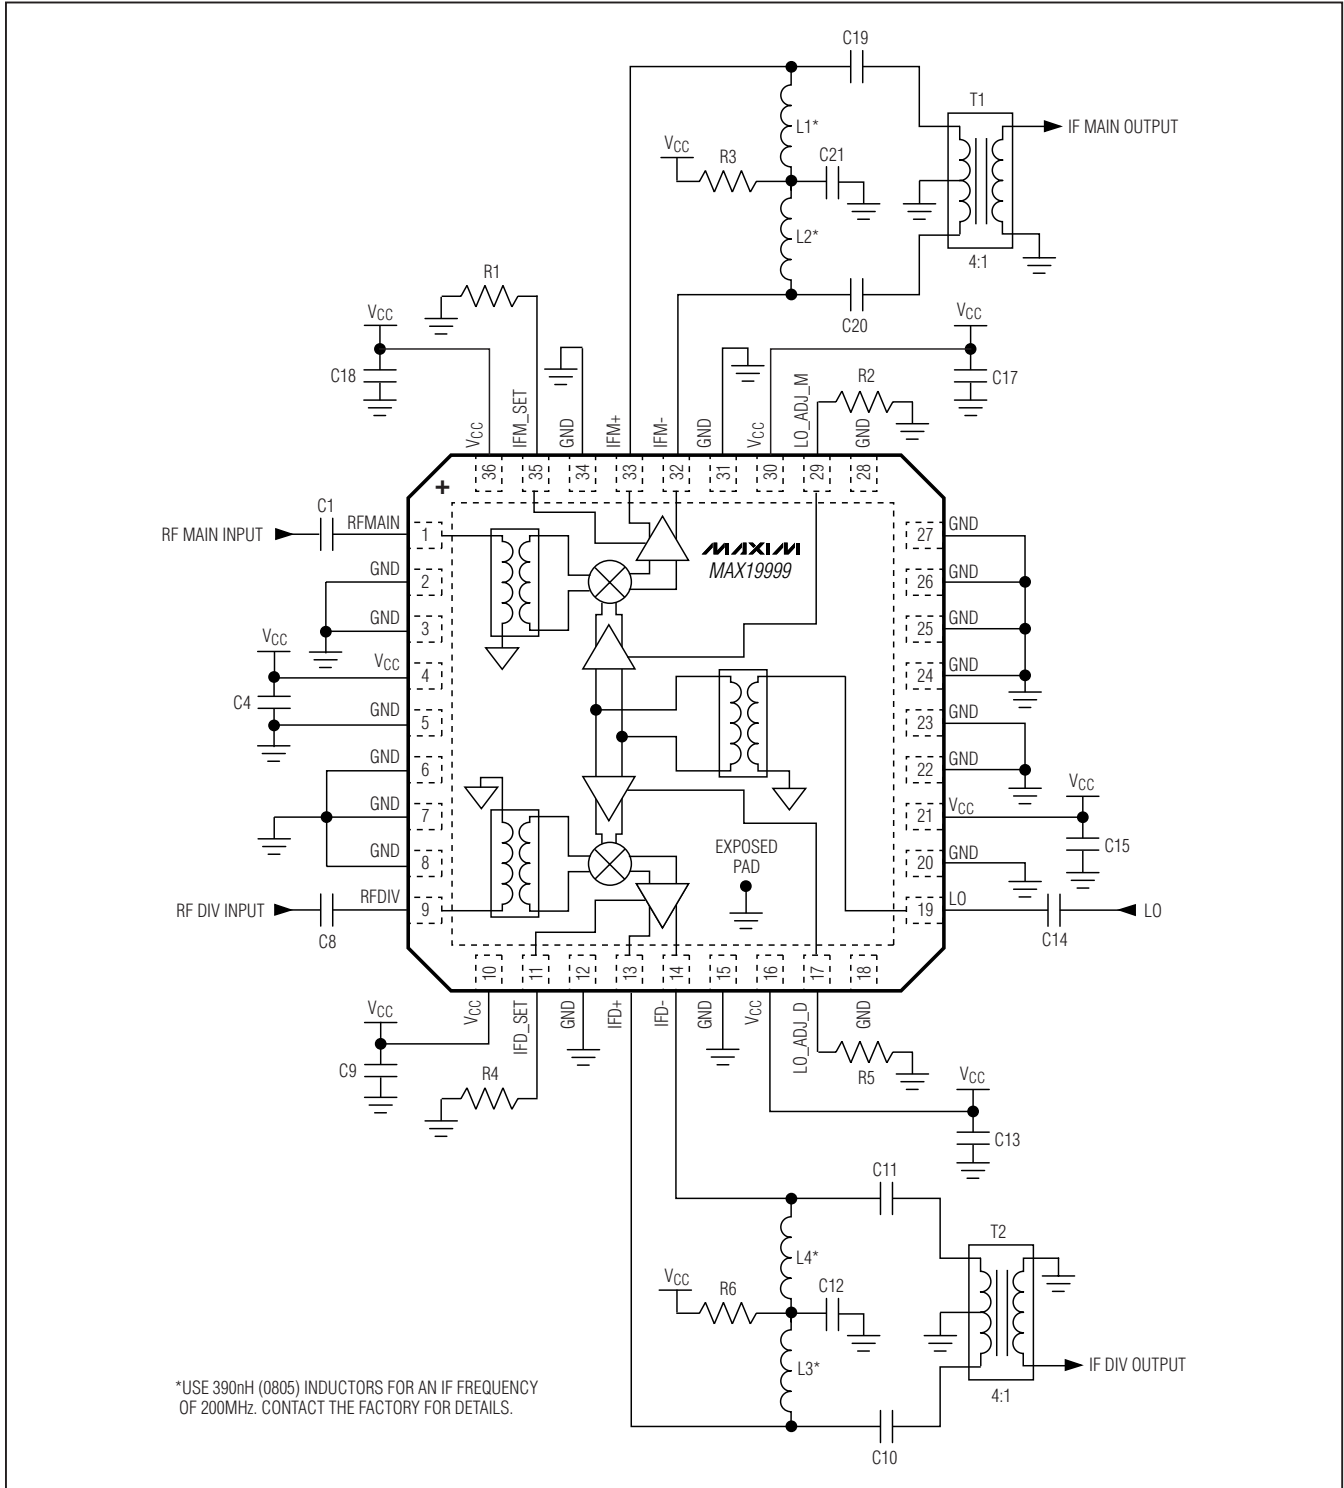 C19
T1
IF MAIN OUTPUT
L1*
VCC
R3
C21
L2*
4:1
R1
C20
VCC
VCC
C18
R2
C17
VCC
IFM_SET
GND
IFM+
IFM-
GND
VCC
LO_ADJ_M
GND
36
35
34
33
32
31
30
29
28
+
C1
RF MAIN INPUT
RFMAIN
1
MAXIM
MAX19999
27
GND
GND
2
26
GND
GND
3
25
GND
VCC
VCC
4
24
GND
C4
GND
5
23
GND
GND
6
22
GND
VCC
GND
7
21
VCC
C15
EXPOSED
PAD
GND
8
20
GND
RF DIV INPUT
RFDIV
9
19
LO
LO
C8
C14
10
11
12
13
14
15
16
17
18
VCC
VCC
IFD_SET
GND
IFD+
IFD-
GND
VCC
LO_ADJ_D
GND
C9
R4
R5
VCC
C13
C11
T2
L4*
VCC
R6
C12
L3*
IF DIV OUTPUT
4:1
C10
*USE 390nH (0805) INDUCTORS FOR AN IF FREQUENCY
OF 200MHz. CONTACT THE FACTORY FOR DETAILS.